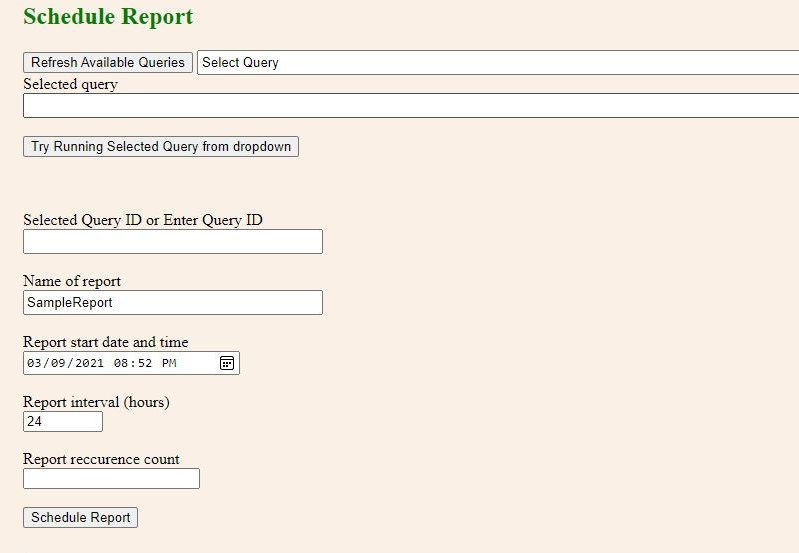 Schedule Report
Refresh Available Queries Select Query
Selected query
Try Running Selected Query from dropdown
Selected Query ID or Enter Query ID
Name of report
SampleReport
Report start date and time
03/09/2021 08:52 PM
Report interval (hours)
24
Report reccurence count
Schedule Report